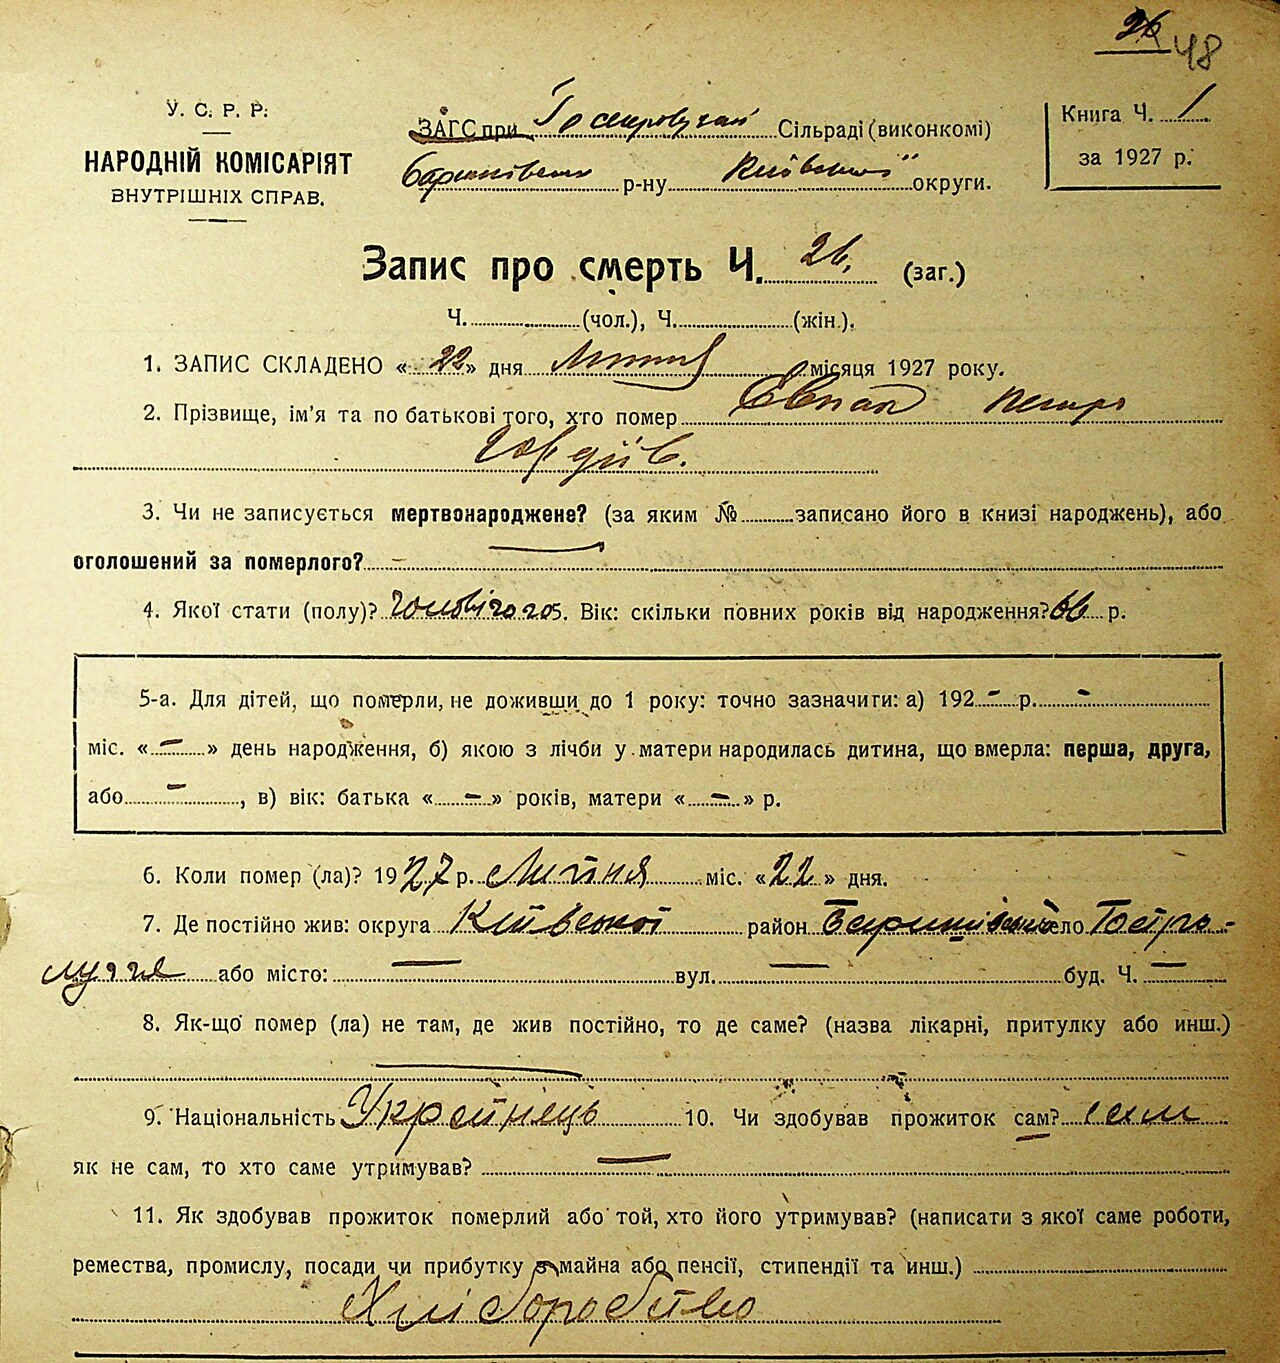 26
48
У. С. Р. Р.
НАРОДНІЙ КОМІСАРІЯТ
ВНУТРІШНІХ СПРАВ.
ЗАГС при Сільраді (виконкомі)
р-ну Київської округи.
Книга Ч. 1
за 1927 р.
Запис про смерть Ч. 26, (заг.)
Ч. (чол.), Ч. (жін.).
1. ЗАПИС СКЛАДЕНО « 22 » дня Липня місяця 1927 року.
2. Прізвище, ім'я та по батькові того, хто помер Петро
Гордіїв.
3. Чи не записується мертвонароджене? (за яким № записано його в книзі народжень), або
оголошений за померлого? —
4. Якої стати (полу)? чоловічого 5. Вік: скільки повних років від народження? 66 р.
5-а. Для дітей, що померли, не доживши до 1 року: точно зазначити: а) 192 - р. -
міс. « - » день народження, б) якою з лічби у матери народилась дитина, що вмерла: перша, друга,
або - , в) вік: батька « - » років, матери « - » р.
6. Коли помер (ла)? 1927 р. Липня міс. « 22 » дня.
7. Де постійно жив: округа Київської район Баришівський село Гостро-
луччя або місто: — вул. — буд. Ч. —
8. Як-що помер (ла) не там, де жив постійно, то де саме? (назва лікарні, притулку або инш.)
—
9. Національність Українець 10. Чи здобував прожиток сам? сам
як не сам, то хто саме утримував? —
11. Як здобував прожиток померлий або той, хто його утримував? (написати з якої саме роботи,
ремества, промислу, посади чи прибутку з майна або пенсії, стипендії та инш.)
Хліборобство